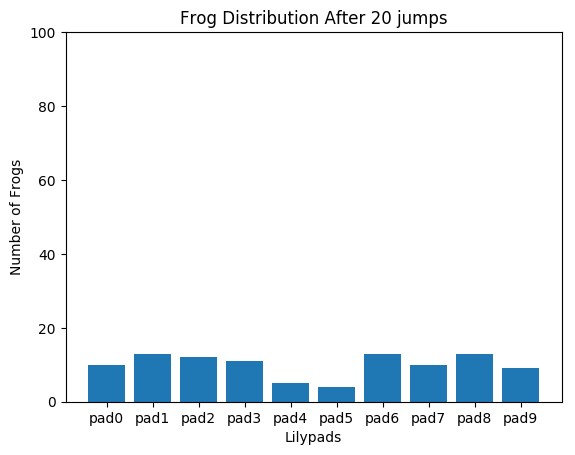 Frog Distribution After 20 jumps
100
80
60
40
20
0
Number of Frogs
pad0 pad1 pad2 pad3 pad4 pad5 pad6 pad7 pad8 pad9
Lilypads